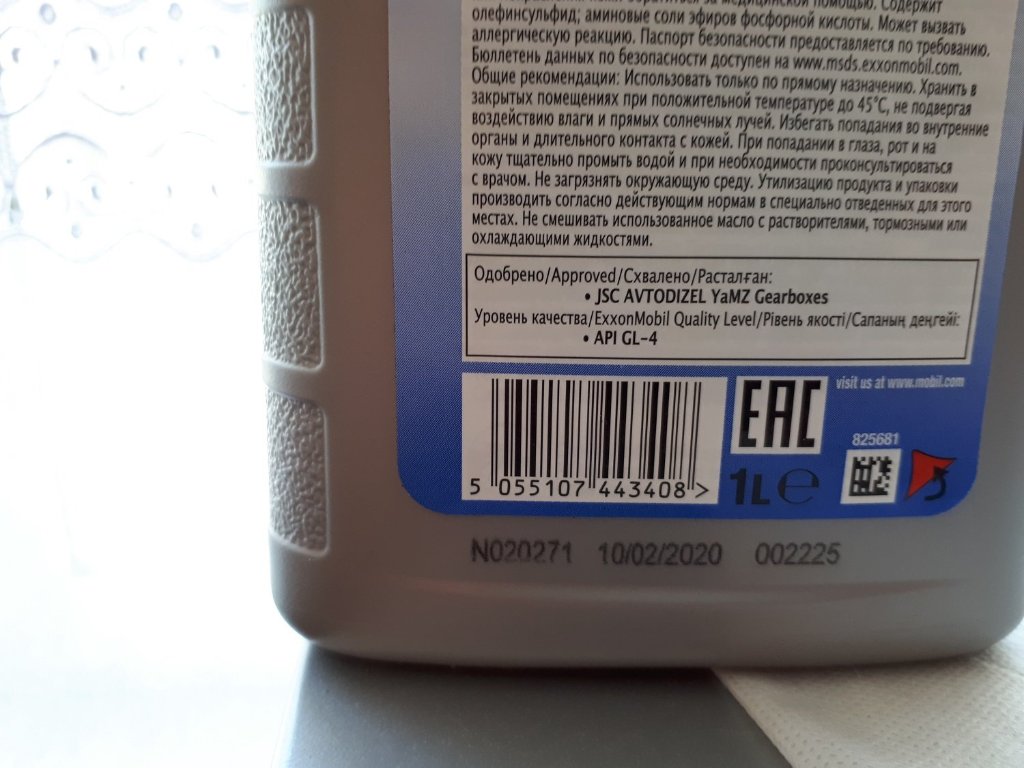 обратиться за медицинской помощью. Содержит
олефинсульфид; аминовые соли эфиров фосфорной кислоты. Может вызвать
аллергическую реакцию. Паспорт безопасности предоставляется по требованию.
Бюллетень данных по безопасности доступен на www.msds.exxonmobil.com.
Общие рекомендации: Использовать только по прямому назначению. Хранить в
закрытых помещениях при положительной температуре до 45°C, не подвергая
воздействию влаги и прямых солнечных лучей. Избегать попадания во внутренние
органы и длительного контакта с кожей. При попадании в глаза, рот и на
кожу тщательно промыть водой и при необходимости проконсультироваться
с врачом. Не загрязнять окружающую среду. Утилизацию продукта и упаковки
производить согласно действующим нормам в специально отведенных для этого
местах. Не смешивать использованное масло с растворителями, тормозными или
охлаждающими жидкостями.
Одобрено/Approved/Схвалено/Расталған:
• JSC AVTODIZEL YaMZ Gearboxes
Уровень качества/ExxonMobil Quality Level/Рівень якості/Сапаның деңгейі:
• API GL-4
EAC
visit us at www.mobil.com
825681
5 055107 443408 >
1L e
N020271 10/02/2020 002225